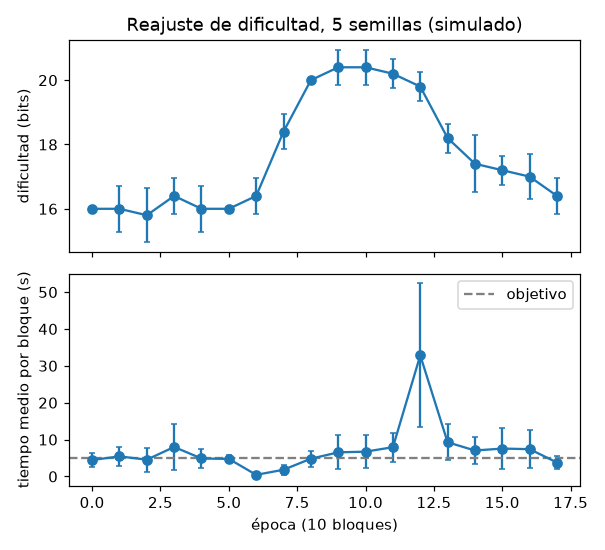 Reajuste de dificultad, 5 semillas (simulado)
dificultad (bits)
20
18
16
tiempo medio por bloque (s)
50
40
30
20
10
0
objetivo
0.0 2.5 5.0 7.5 10.0 12.5 15.0 17.5
época (10 bloques)